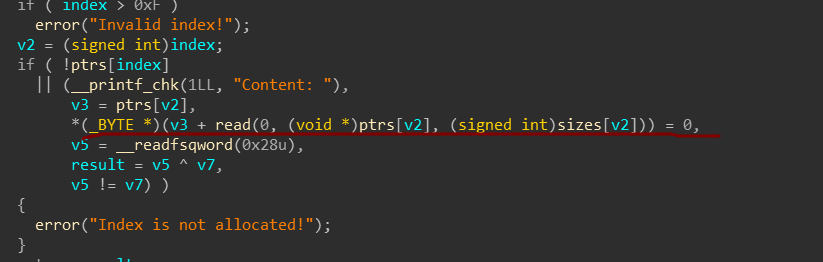 if ( index > 0xF )
error("Invalid index!");
v2 = (signed int)index;
if ( !ptrs[index]
|| (__printf_chk(1LL, "Content: "),
v3 = ptrs[v2],
*(_BYTE *)(v3 + read(0, (void *)ptrs[v2], (signed int)sizes[v2])) = 0,
v5 = __readfsqword(0x28u),
result = v5 ^ v7,
v5 != v7) )
{
error("Index is not allocated!");
}